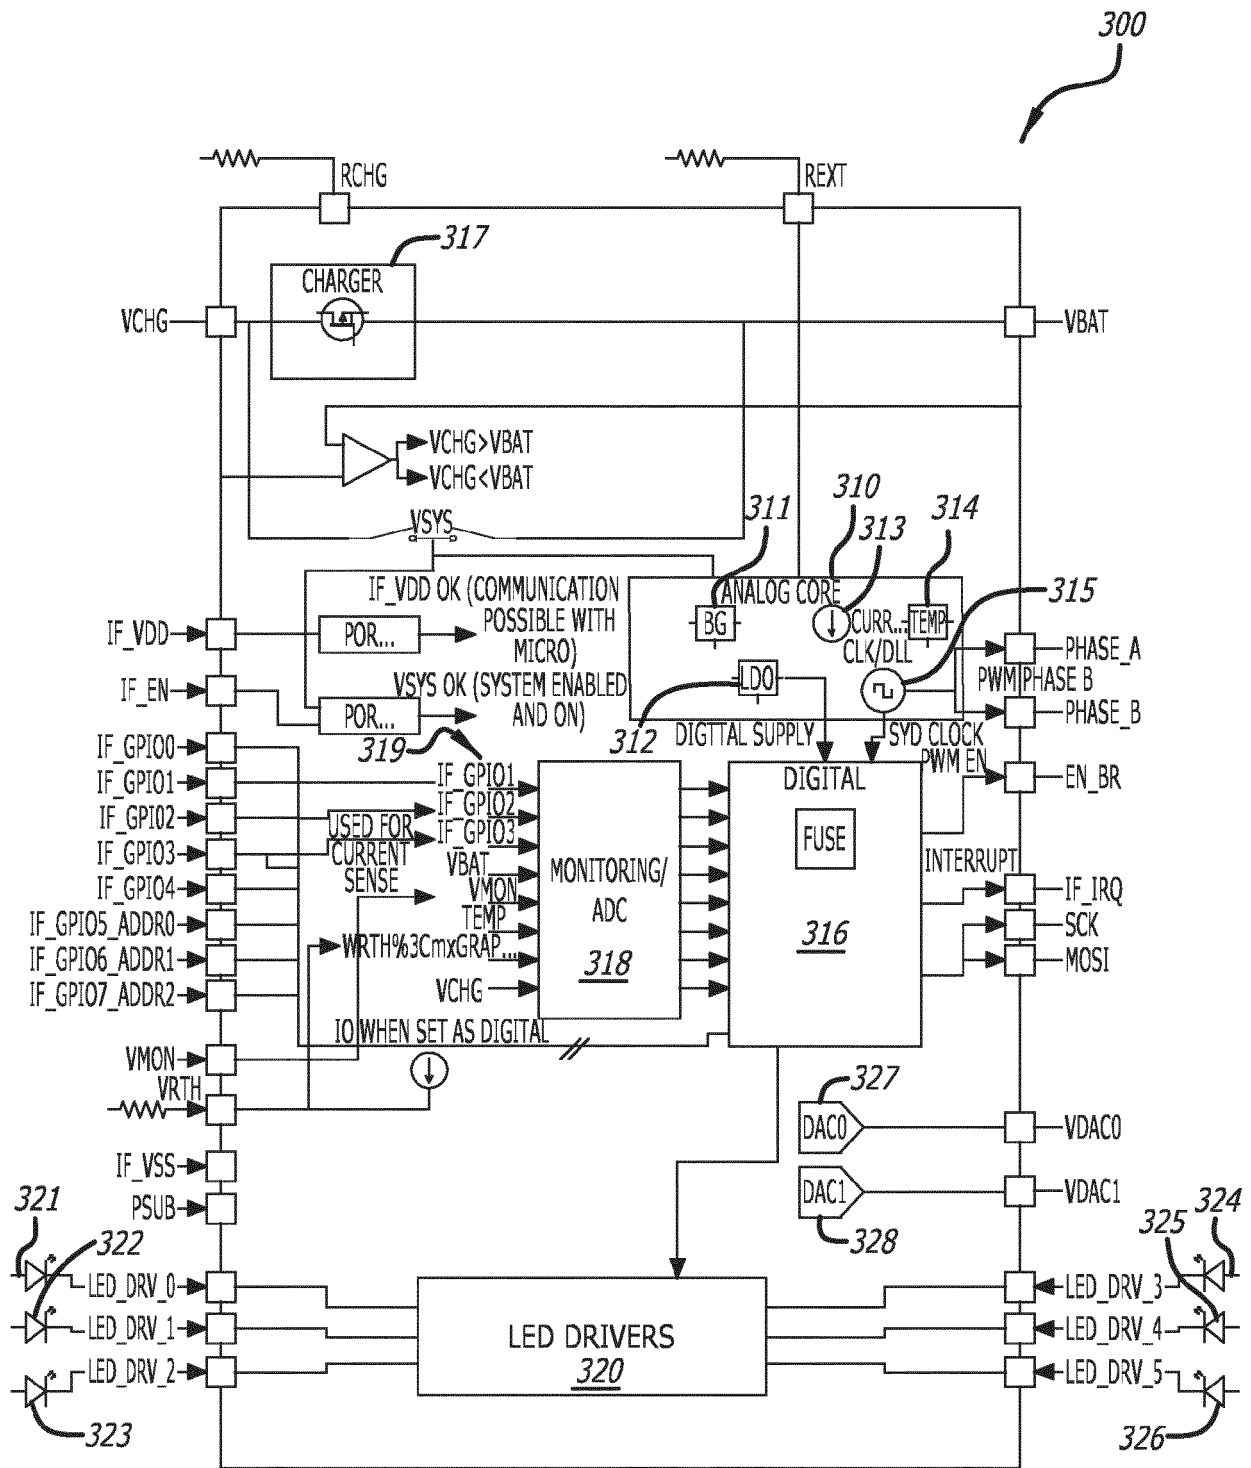 300
RCHG
REXT
317
CHARGER
VCHG
VBAT
VCHG>VBAT
VCHG<VBAT
VSYS
310
311
313
314
315
ANALOG CORE
BG
CURR...
TEMP
CLK/DLL
LDO
312
IF_VDD OK (COMMUNICATION
POSSIBLE WITH
MICRO)
IF_VDD
POR...
VSYS OK (SYSTEM ENABLED
AND ON)
IF_EN
POR...
PHASE_A
PWM PHASE B
PHASE_B
DIGTTAL SUPPLY
SYD CLOCK
PWM EN
EN_BR
319
IF_GPIO0
IF_GPIO1
IF_GPIO2
IF_GPIO3
IF_GPIO4
IF_GPIO5_ADDR0
IF_GPIO6_ADDR1
IF_GPIO7_ADDR2
USED FOR
CURRENT
SENSE
IF_GPIO1
IF_GPIO2
IF_GPIO3
VBAT
VMON
TEMP
WRTH%3CmxGRAP...
VCHG
MONITORING/
ADC
318
DIGITAL
FUSE
316
INTERRUPT
IF_IRQ
SCK
MOSI
IO WHEN SET AS DIGITAL
VMON
VRTH
IF_VSS
PSUB
327
DAC0
VDAC0
DAC1
VDAC1
328
321
322
323
LED_DRV_0
LED_DRV_1
LED_DRV_2
LED DRIVERS
320
324
325
326
LED_DRV_3
LED_DRV_4
LED_DRV_5